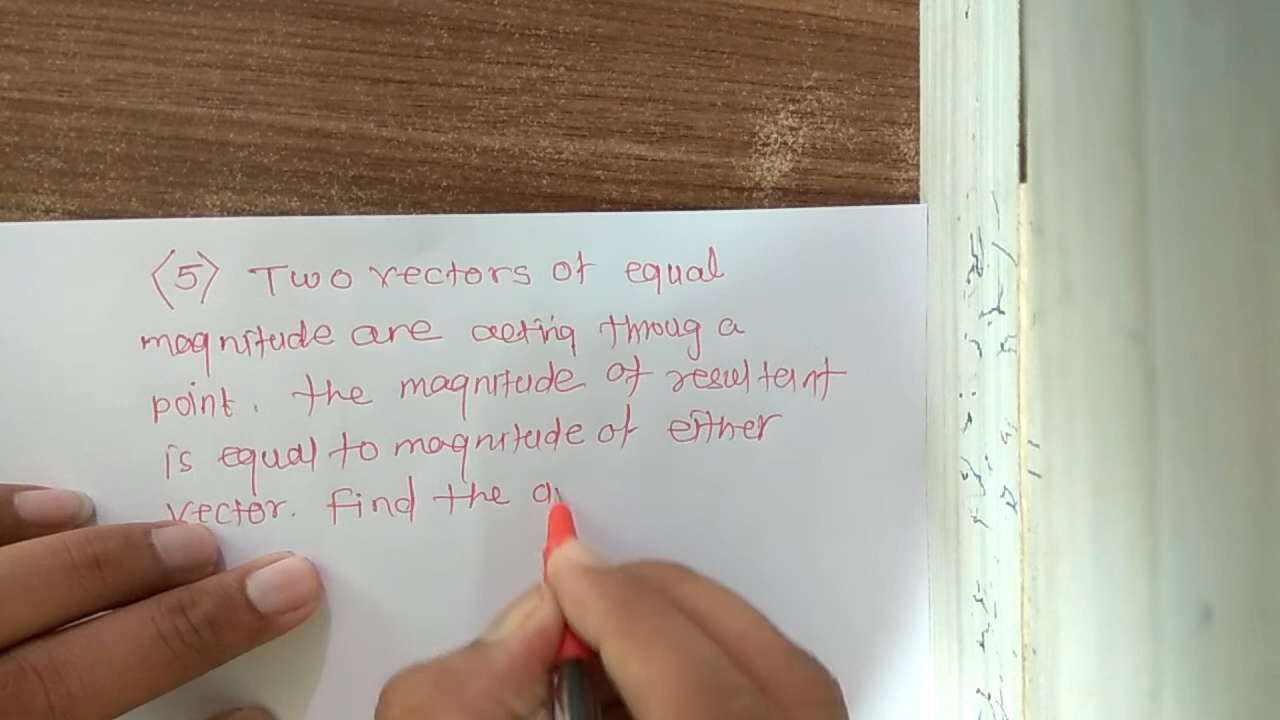 (5) Two vectors of equal
magnitude are acting throug a
point. the magnitude of resultant
is equal to magnitude of either
vector. find the